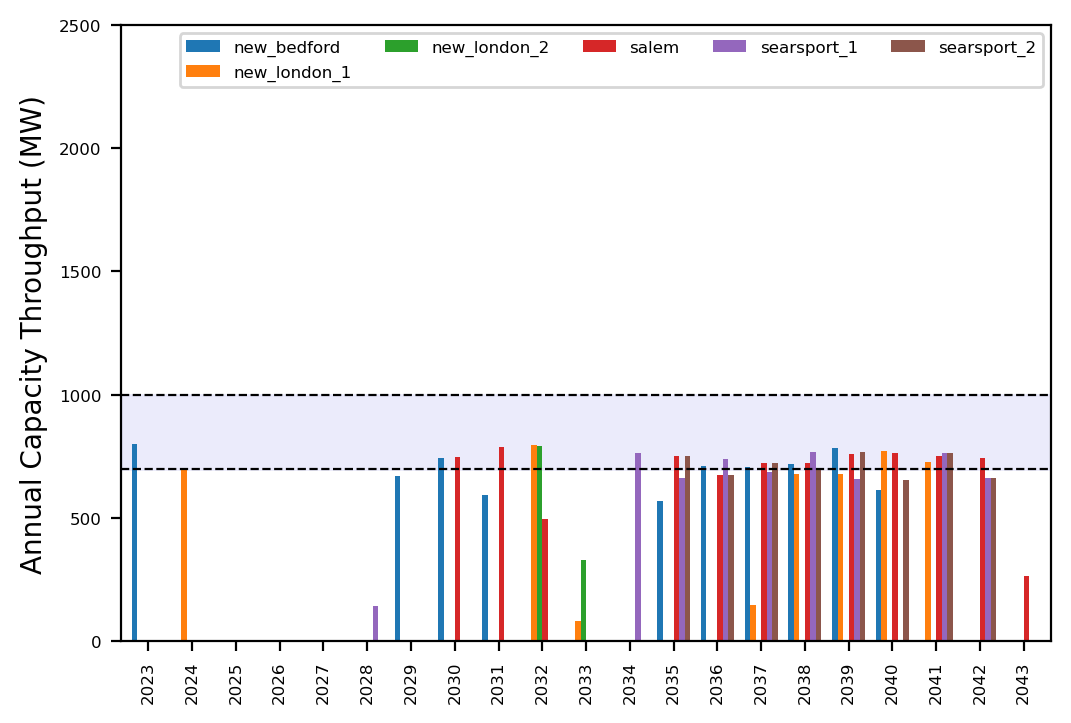 Annual Capacity Throughput (MW)
2500
2000
1500
1000
500
0
new_bedford new_london_2 salem searsport_1 searsport_2
new_london_1
2023 2024 2025 2026 2027 2028 2029 2030 2031 2032 2033 2034 2035 2036 2037 2038 2039 2040 2041 2042 2043